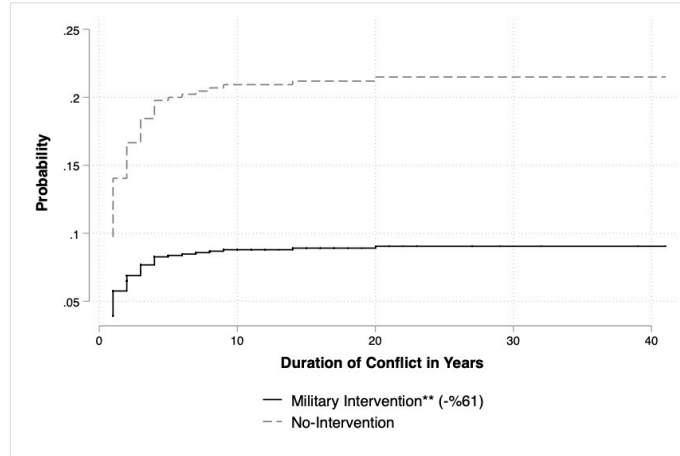 .25
.2
.15
.1
.05
Probability
0
10
20
30
40
Duration of Conflict in Years
Military Intervention** (-%61)
No-Intervention